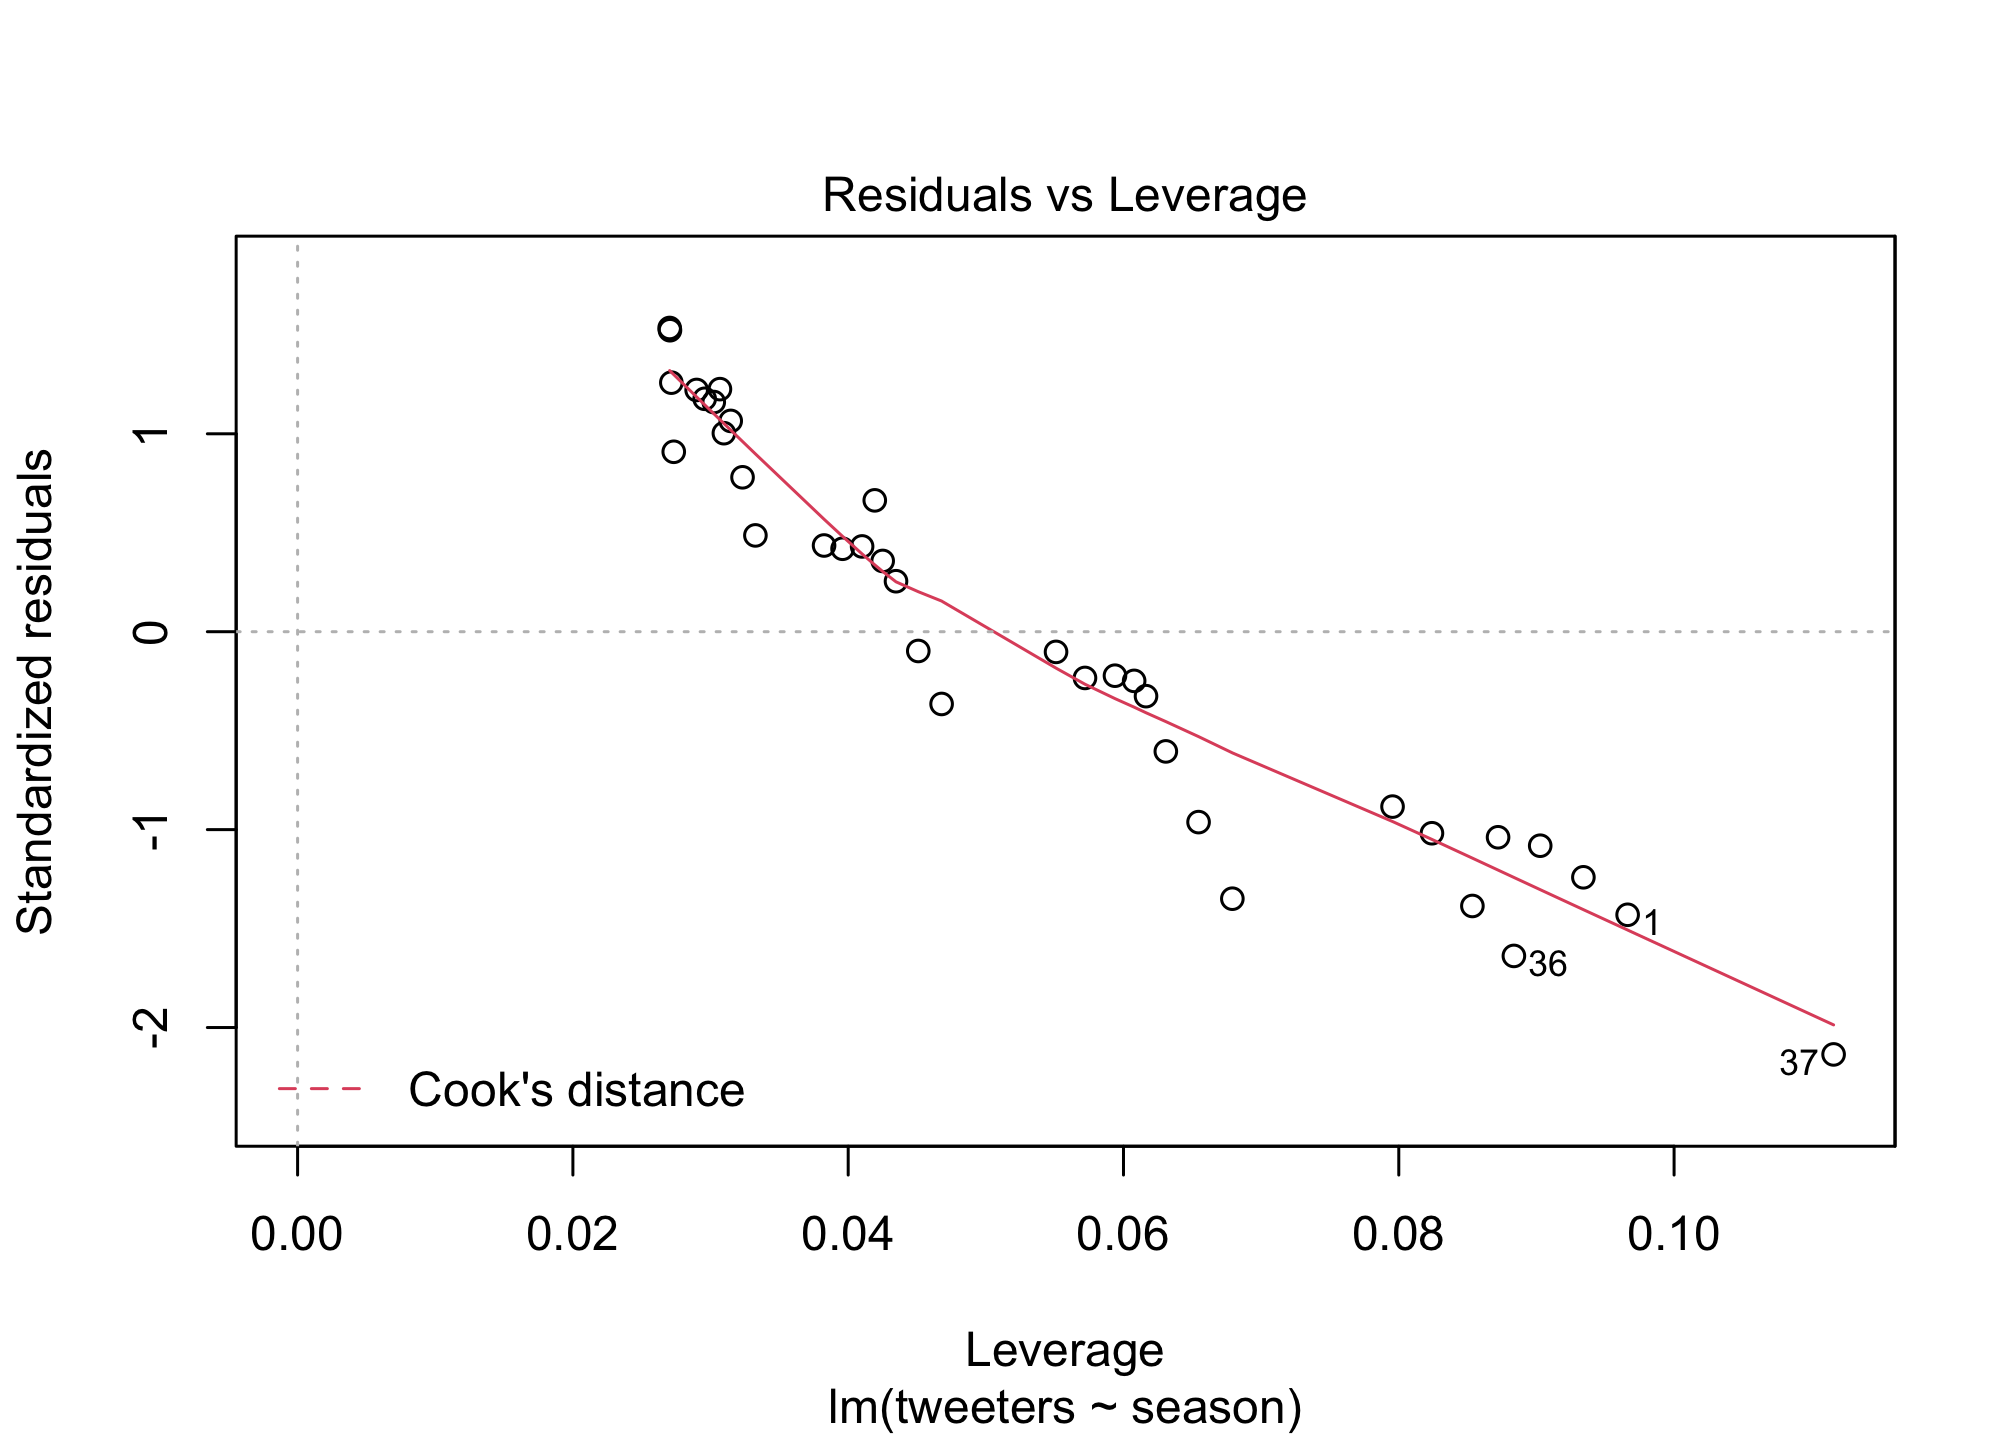 Residuals vs Leverage
Standardized residuals
1
0
-1
-2
1
36
37
Cook's distance
0.00 0.02 0.04 0.06 0.08 0.10
Leverage
lm(tweeters ~ season)